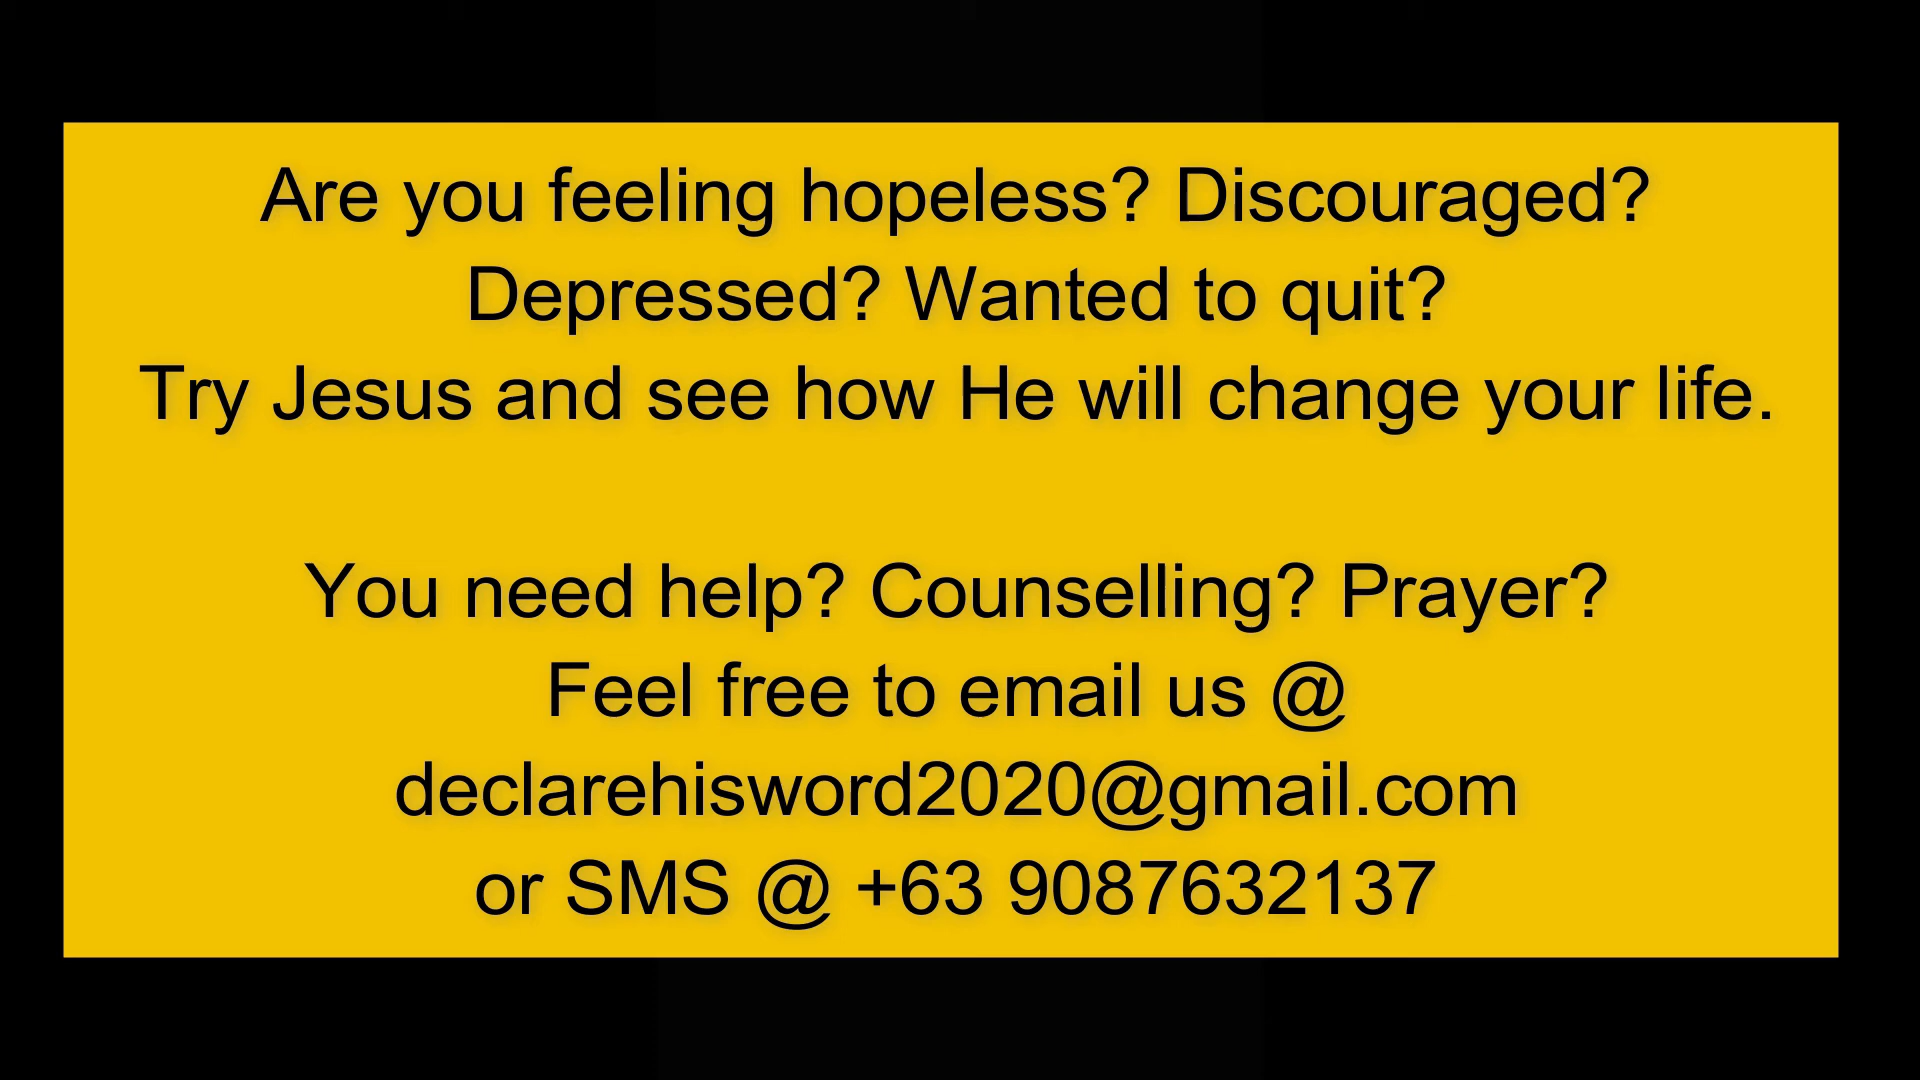 Are you feeling hopeless? Discouraged?
Depressed? Wanted to quit?
Try Jesus and see how He will change your life.
You need help? Counselling? Prayer?
Feel free to email us @
declarehisword2020@gmail.com
or SMS @ +63 9087632137